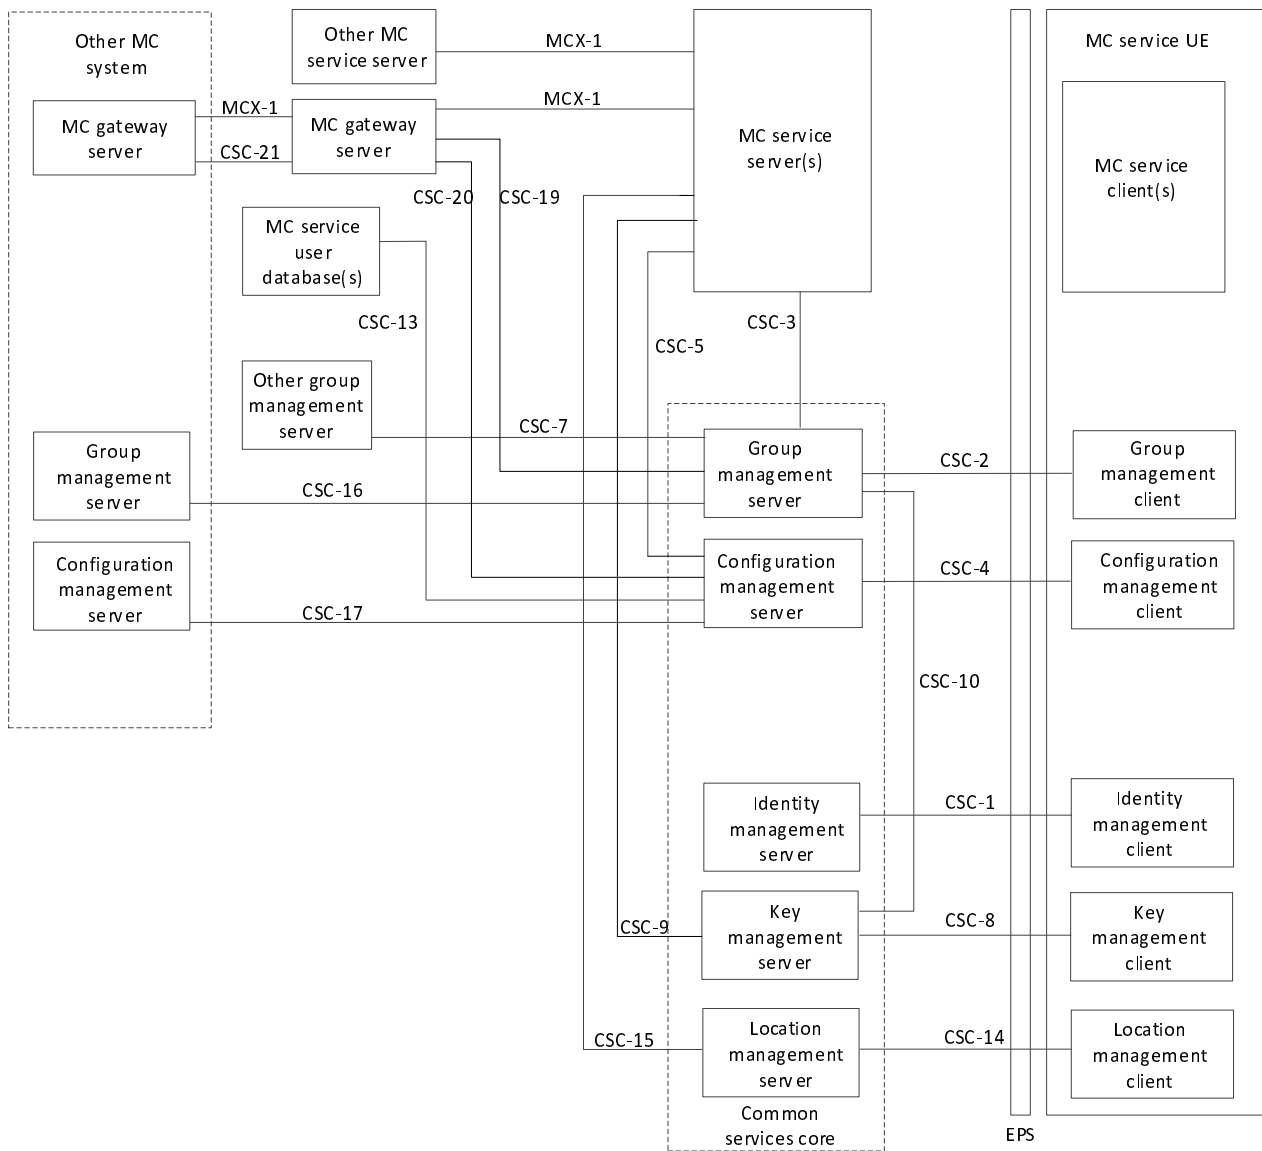 Other MC
system
MC gateway
server
Group
management
server
Configuration
management
server
MCX-1
CSC-21
Other MC
service server
MC gateway
server
MCX-1
MCX-1
CSC-20
CSC-19
MC service
user
database(s)
CSC-13
Other group
management
server
CSC-7
CSC-16
CSC-17
MC service
server(s)
CSC-3
CSC-5
Group
management
server
Configuration
management
server
CSC-2
CSC-4
CSC-10
Identity
management
server
CSC-1
Key
management
server
CSC-9
CSC-8
Location
management
server
CSC-15
CSC-14
Common
services core
EPS
MC service UE
MC service
client(s)
Group
management
client
Configuration
management
client
Identity
management
client
Key
management
client
Location
management
client